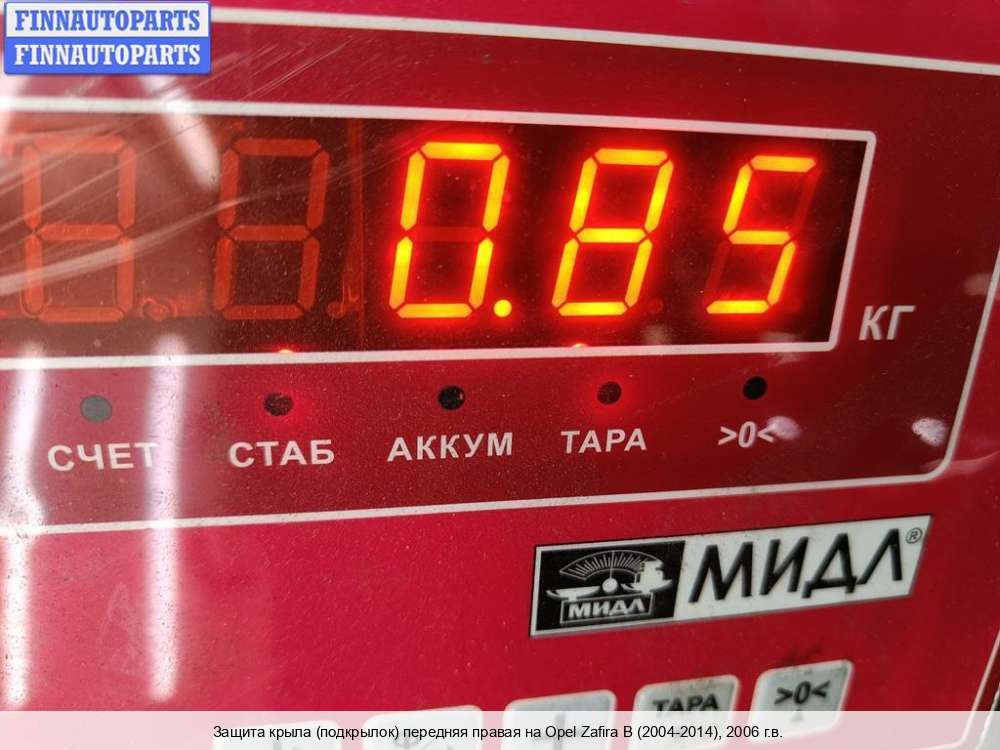 FINNAUTOPARTS
FINNAUTOPARTS
0.85
КГ
СЧЕТ СТАБ АККУМ ТАРА >0<
МИДЛ МИДЛ®
ТАРА >0<
Защита крыла (подкрылок) передняя правая на Opel Zafira B (2004-2014), 2006 г.в.